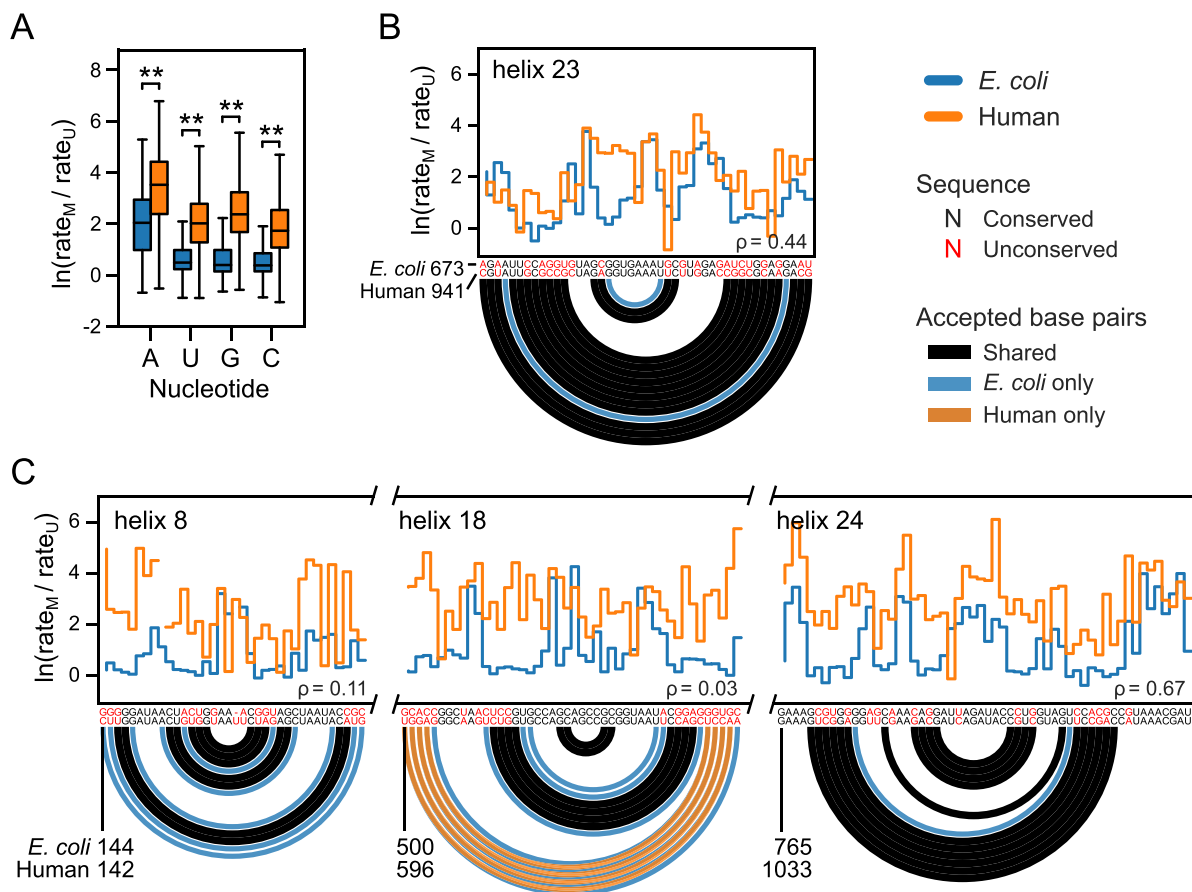 A
8
6
4
2
0
-2
ln(rateM / rateU)
**
**
**
**
A U G C
Nucleotide
B
helix 23
6
4
2
0
ln(rateM / rateU)
ρ = 0.44
E. coli 673
Human 941
E. coli
Human
Sequence
N Conserved
N Unconserved
Accepted base pairs
Shared
E. coli only
Human only
C
6
4
2
0
ln(rateM / rateU)
helix 8
ρ = 0.11
helix 18
ρ = 0.03
helix 24
ρ = 0.67
E. coli 144
Human 142
500
596
765
1033